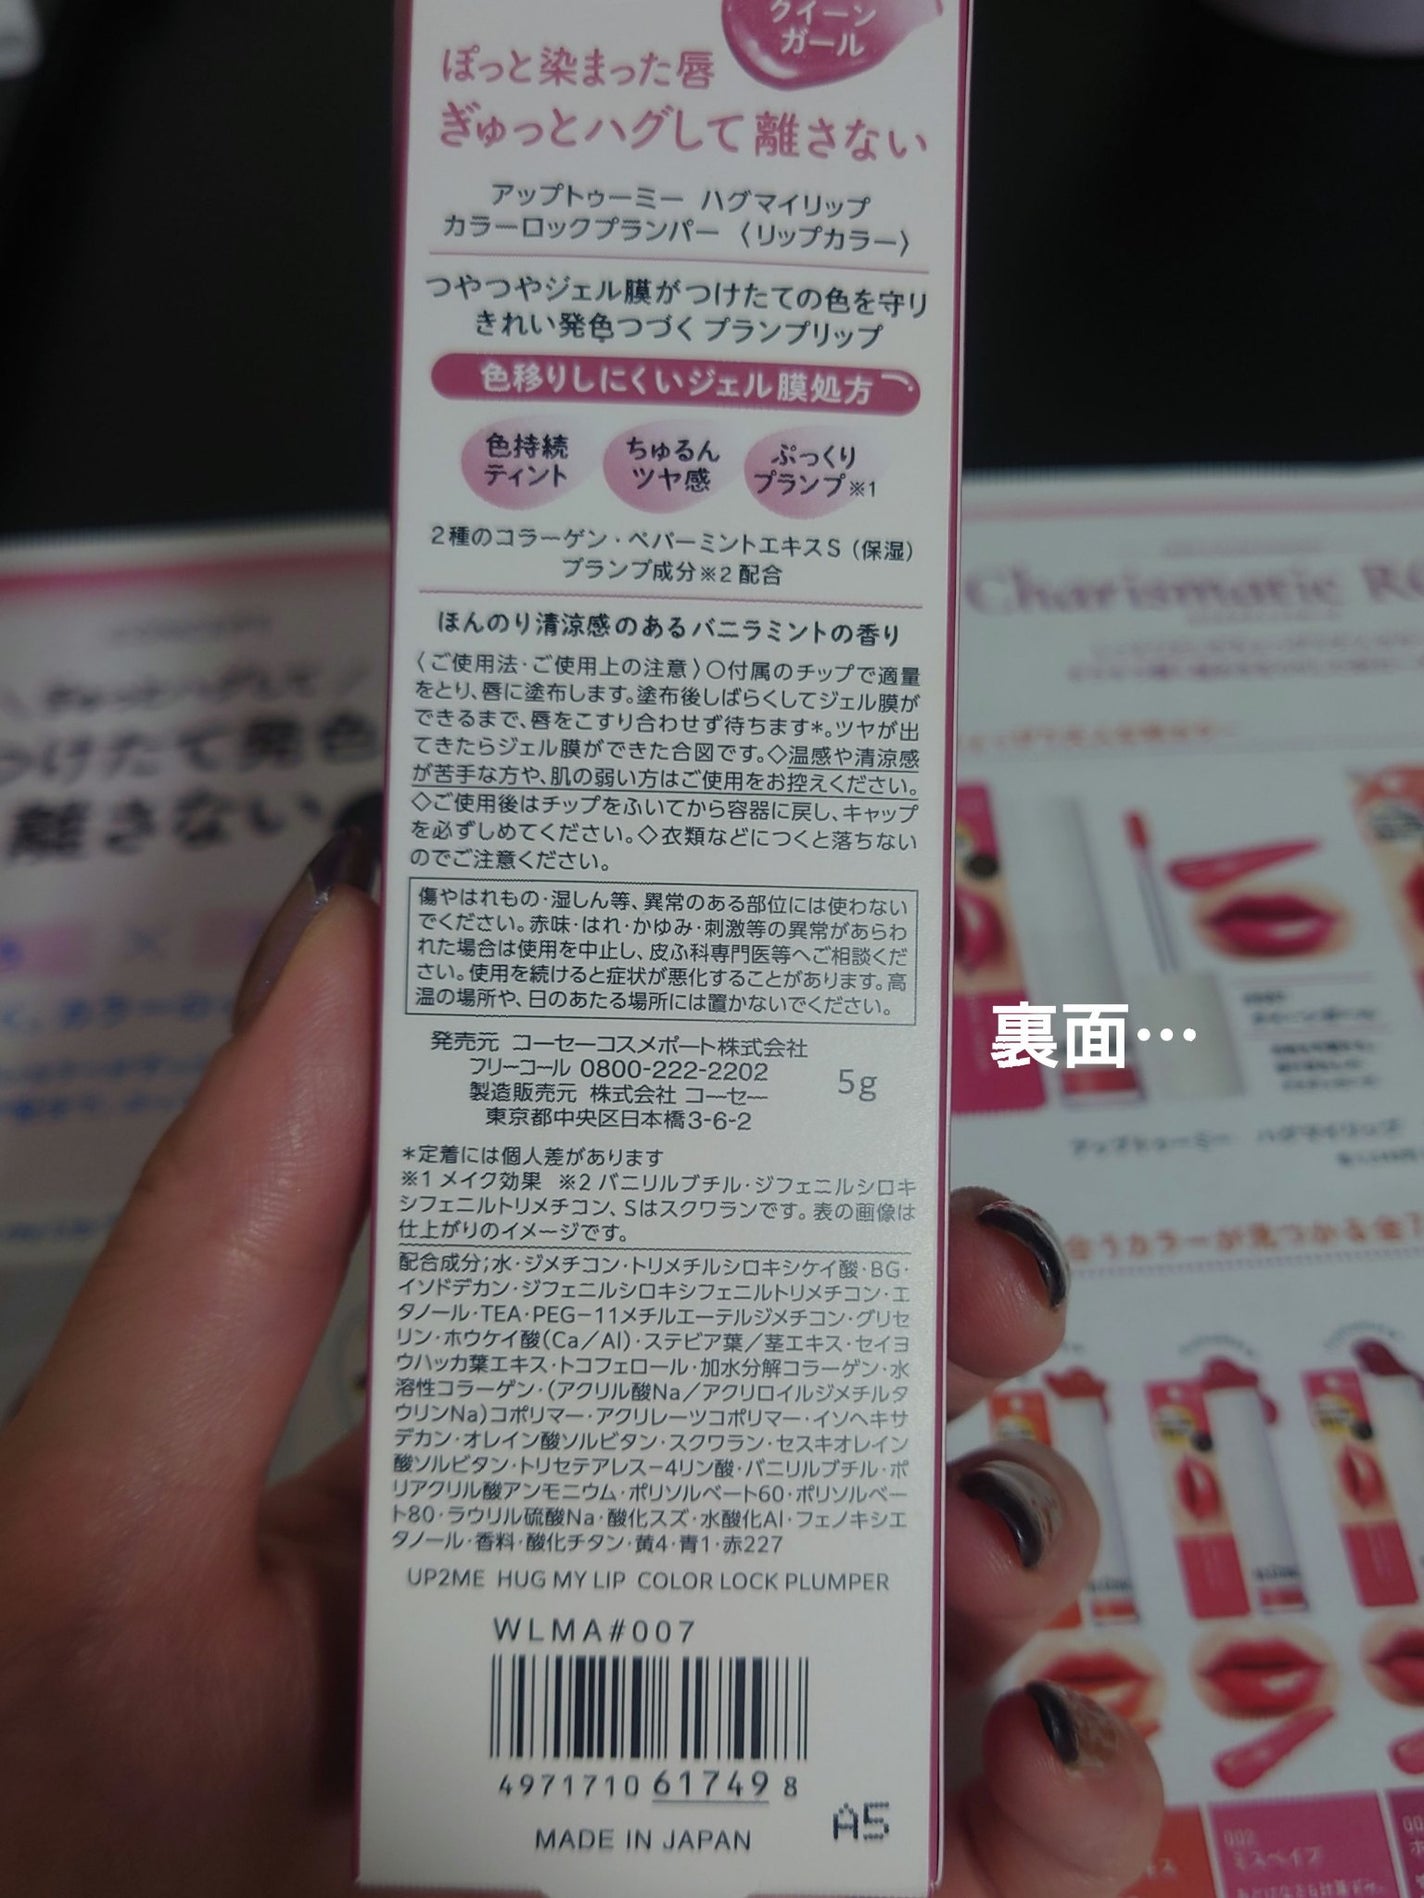 クイーン
ガール
ぽっと染まった唇
ぎゅっとハグして離さない
アップトゥーミー ハグマイリップ
カラーロックプランパー 〈リップカラー〉
つやつやジェル膜がつけたての色を守り
きれい発色つづくプランプリップ
色移りしにくいジェル膜処方
色持続
ティント
ちゅるん
ツヤ感
ぷっくり
プランプ※1
2種のコラーゲン・ペパーミントエキスS（保湿）
プランプ成分※2配合
ほんのり清涼感のあるバニラミントの香り
〈ご使用法・ご使用上の注意〉○付属のチップで適量
をとり、唇に塗布します。塗布後しばらくしてジェル膜が
できるまで、唇をこすり合わせず待ちます*。ツヤが出
てきたらジェル膜ができた合図です。◇温感や清涼感
が苦手な方や、肌の弱い方はご使用をお控えください。
◇ご使用後はチップをふいてから容器に戻し、キャップ
を必ずしめてください。◇衣類などにつくと落ちない
のでご注意ください。
傷やはれもの・湿しん等、異常のある部位には使わない
でください。赤味・はれ・かゆみ・刺激等の異常があらわ
れた場合は使用を中止し、皮ふ科専門医等へご相談くだ
さい。使用を続けると症状が悪化することがあります。高
温の場所や、日のあたる場所には置かないでください。
発売元 コーセーコスメポート株式会社
フリーコール 0800-222-2202
製造販売元 株式会社 コーセー
東京都中央区日本橋3-6-2
5g
*定着には個人差があります
※1 メイク効果 ※2 バニリルブチル・ジフェニルシロキ
シフェニルトリメチコン、Sはスクワランです。表の画像は
仕上がりのイメージです。
配合成分；水・ジメチコン・トリメチルシロキシケイ酸・BG・
イソドデカン・ジフェニルシロキシフェニルトリメチコン・エ
タノール・TEA・PEG-11メチルエーテルジメチコン・グリセ
リン・ホウケイ酸（Ca／Al）・ステビア葉／茎エキス・セイヨ
ウハッカ葉エキス・トコフェロール・加水分解コラーゲン・水
溶性コラーゲン・（アクリル酸Na／アクリロイルジメチルタ
ウリンNa）コポリマー・アクリレーツコポリマー・イソヘキサ
デカン・オレイン酸ソルビタン・スクワラン・セスキオレイン
酸ソルビタン・トリセテアレス-4リン酸・バニリルブチル・ポ
リアクリル酸アンモニウム・ポリソルベート60・ポリソルベー
ト80・ラウリル硫酸Na・酸化スズ・水酸化Al・フェノキシエ
タノール・香料・酸化チタン・黄4・青1・赤227
UP2ME HUG MY LIP COLOR LOCK PLUMPER
WLMA#007
4971710 61749 8
MADE IN JAPAN
A5
裏面…
つけたて発色
離さない
Charismatic
アップトゥーミー ハグマイリップ
合うカラーが見つかる全
002